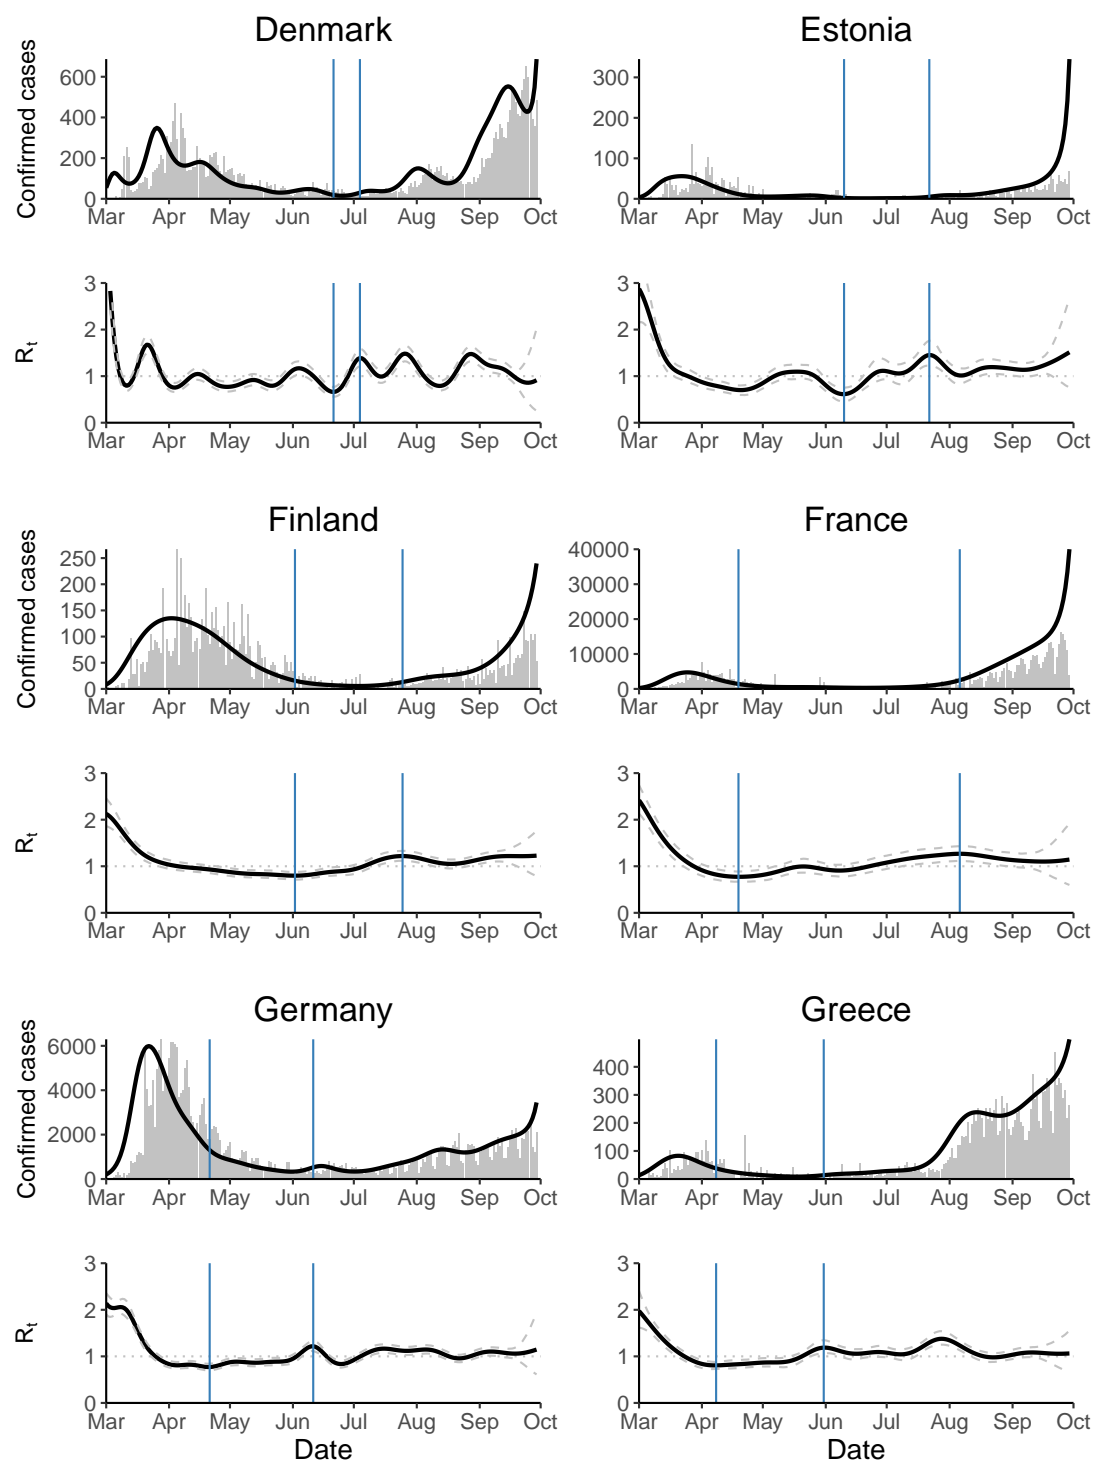 Denmark
Estonia
Confirmed cases
600
400
200
0
Mar Apr May Jun Jul Aug Sep Oct
300
200
100
0
Mar Apr May Jun Jul Aug Sep Oct
Rt
3
2
1
0
Mar Apr May Jun Jul Aug Sep Oct
3
2
1
0
Mar Apr May Jun Jul Aug Sep Oct
Finland
France
Confirmed cases
250
200
150
100
50
0
Mar Apr May Jun Jul Aug Sep Oct
40000
30000
20000
10000
0
Mar Apr May Jun Jul Aug Sep Oct
Rt
3
2
1
0
Mar Apr May Jun Jul Aug Sep Oct
3
2
1
0
Mar Apr May Jun Jul Aug Sep Oct
Germany
Greece
Confirmed cases
6000
4000
2000
0
Mar Apr May Jun Jul Aug Sep Oct
400
300
200
100
0
Mar Apr May Jun Jul Aug Sep Oct
Rt
3
2
1
0
Mar Apr May Jun Jul Aug Sep Oct
Date
3
2
1
0
Mar Apr May Jun Jul Aug Sep Oct
Date